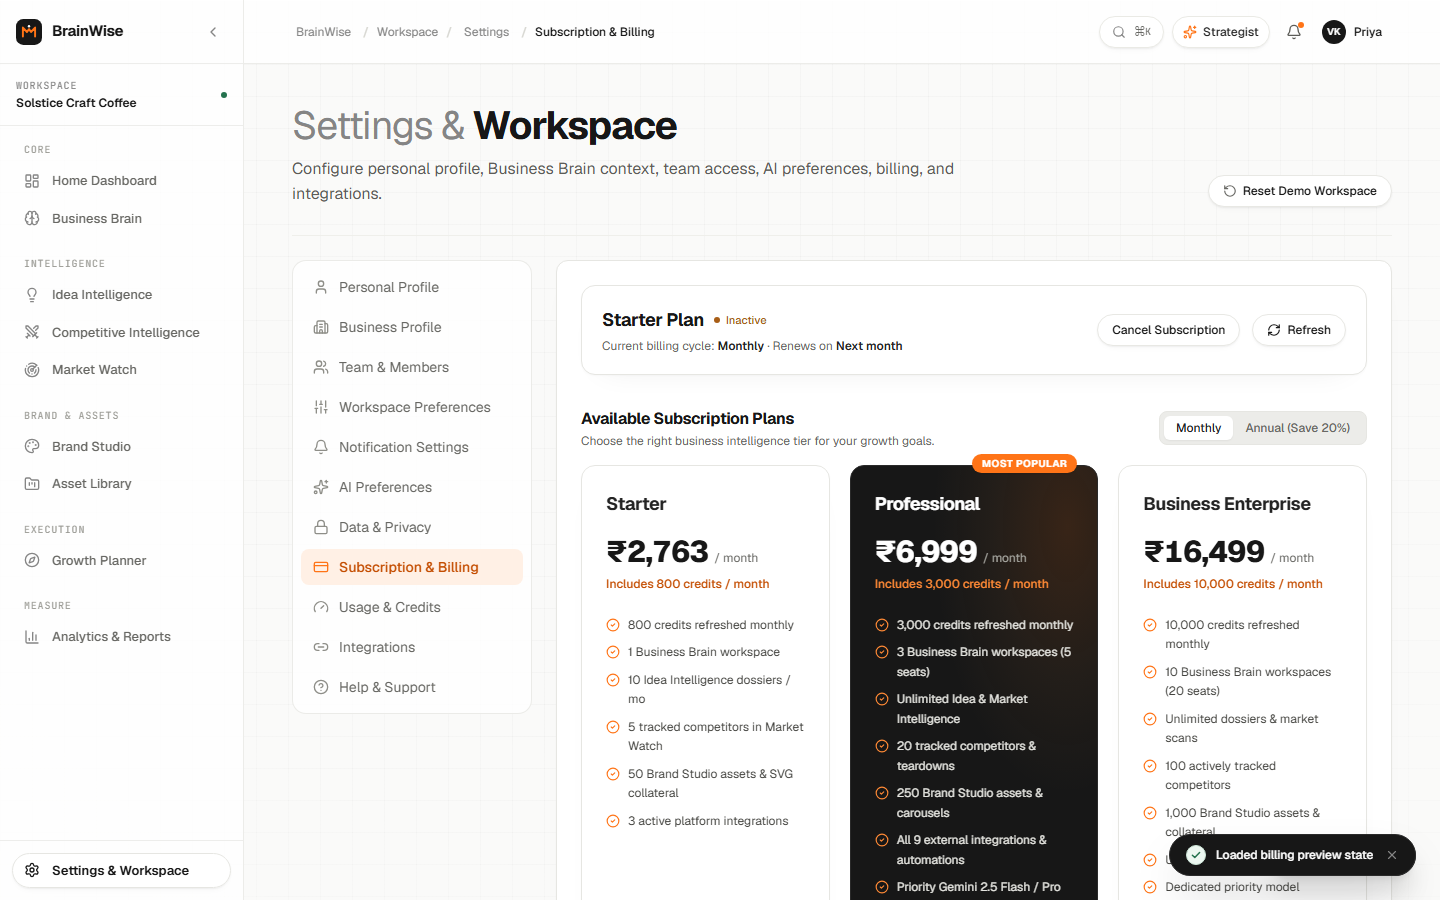 BrainWise
BrainWise / Workspace / Settings / Subscription & Billing
⌘K
Strategist
VK
Priya
WORKSPACE
Solstice Craft Coffee
CORE
Home Dashboard
Business Brain
INTELLIGENCE
Idea Intelligence
Competitive Intelligence
Market Watch
BRAND & ASSETS
Brand Studio
Asset Library
EXECUTION
Growth Planner
MEASURE
Analytics & Reports
Settings & Workspace
Settings & Workspace
Configure personal profile, Business Brain context, team access, AI preferences, billing, and
integrations.
Reset Demo Workspace
Personal Profile
Business Profile
Team & Members
Workspace Preferences
Notification Settings
AI Preferences
Data & Privacy
Subscription & Billing
Usage & Credits
Integrations
Help & Support
Starter Plan
Inactive
Current billing cycle: Monthly · Renews on Next month
Cancel Subscription
Refresh
Available Subscription Plans
Choose the right business intelligence tier for your growth goals.
Monthly
Annual (Save 20%)
Starter
₹2,763 / month
Includes 800 credits / month
800 credits refreshed monthly
1 Business Brain workspace
10 Idea Intelligence dossiers /
mo
5 tracked competitors in Market
Watch
50 Brand Studio assets & SVG
collateral
3 active platform integrations
MOST POPULAR
Professional
₹6,999 / month
Includes 3,000 credits / month
3,000 credits refreshed monthly
3 Business Brain workspaces (5
seats)
Unlimited Idea & Market
Intelligence
20 tracked competitors &
teardowns
250 Brand Studio assets &
carousels
All 9 external integrations &
automations
Priority Gemini 2.5 Flash / Pro
Business Enterprise
₹16,499 / month
Includes 10,000 credits / month
10,000 credits refreshed
monthly
10 Business Brain workspaces
(20 seats)
Unlimited dossiers & market
scans
100 actively tracked
competitors
1,000 Brand Studio assets &
collateral
Dedicated priority model
Loaded billing preview state